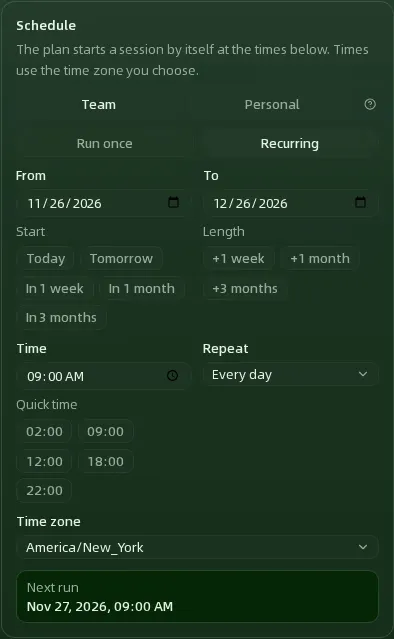 Schedule
The plan starts a session by itself at the times below. Times
use the time zone you choose.
Team
Personal
Run once
Recurring
From
To
11/26/2026
12/26/2026
Start
Length
Today
Tomorrow
+1 week
+1 month
In 1 week
In 1 month
+3 months
In 3 months
Time
Repeat
09:00 AM
Every day
Quick time
02:00
09:00
12:00
18:00
22:00
Time zone
America/New_York
Next run
Nov 27, 2026, 09:00 AM